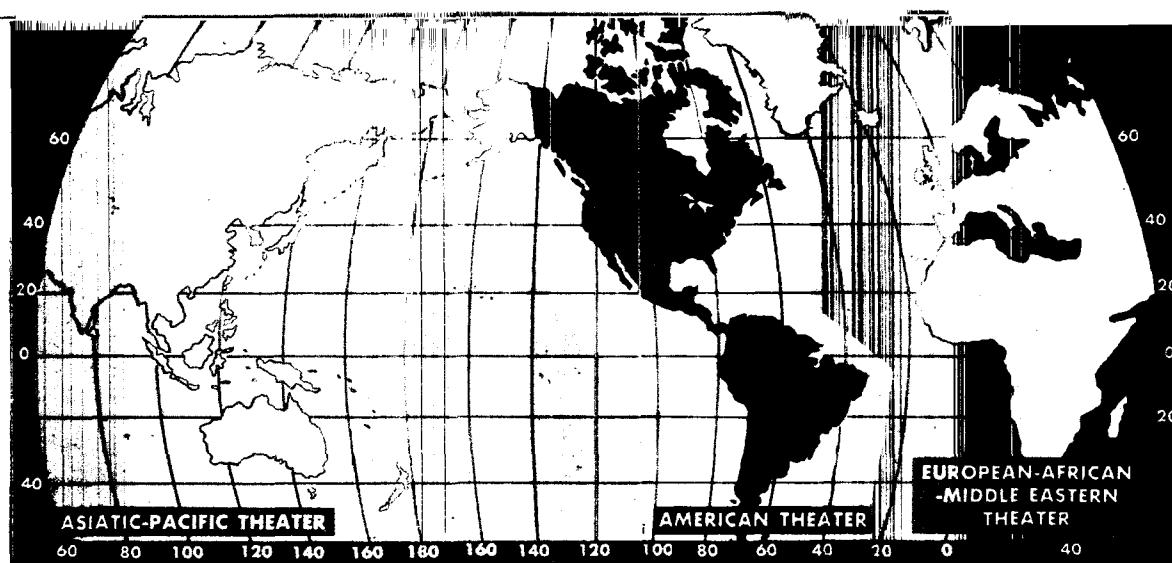 60
60
40
40
20
20
0
0
20
40
ASIATIC-PACIFIC THEATER
AMERICAN THEATER
EUROPEAN-AFRICAN
-MIDDLE EASTERN
THEATER
60 80 100 120 140 160 180 160 140 120 100 80 60 40 20 0 40